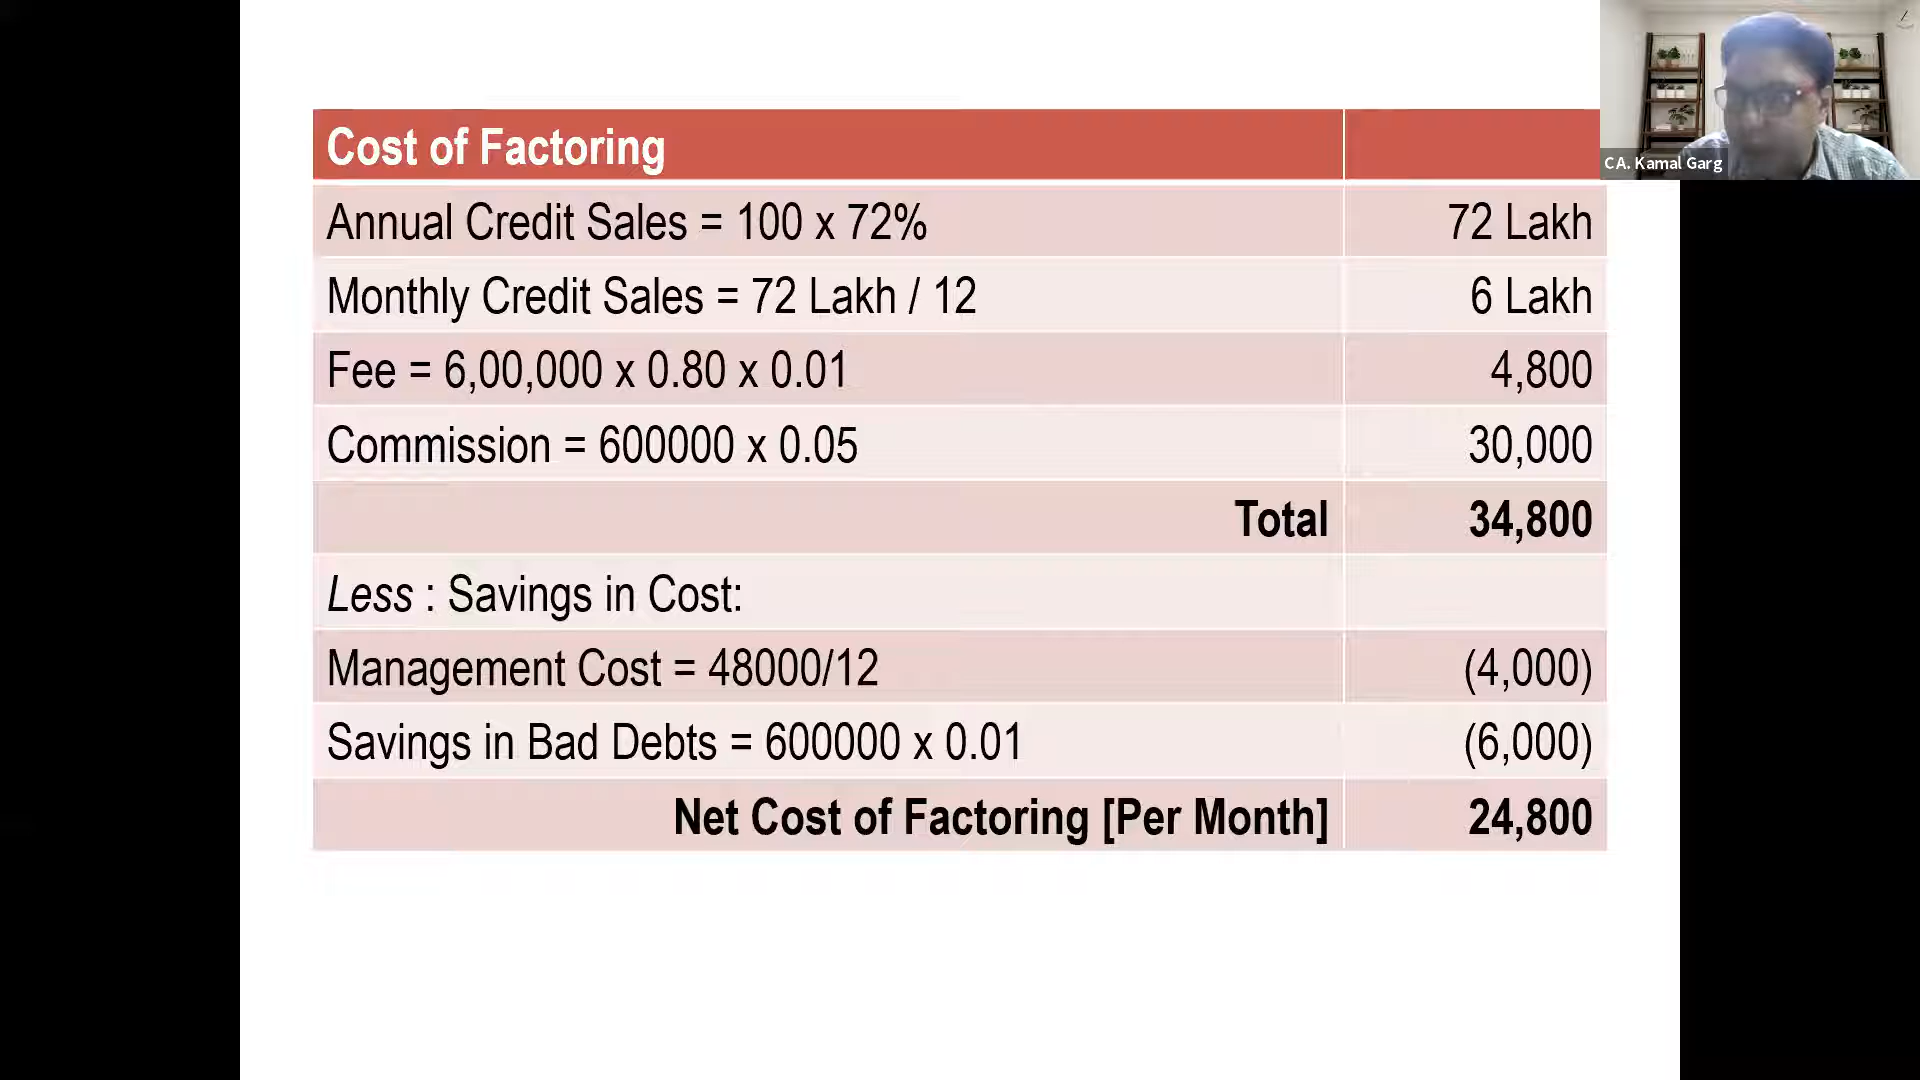 Cost of Factoring
Annual Credit Sales = 100 x 72% 72 Lakh
Monthly Credit Sales = 72 Lakh / 12 6 Lakh
Fee = 6,00,000 x 0.80 x 0.01 4,800
Commission = 600000 x 0.05 30,000
Total 34,800
Less : Savings in Cost:
Management Cost = 48000/12 (4,000)
Savings in Bad Debts = 600000 x 0.01 (6,000)
Net Cost of Factoring [Per Month] 24,800
CA. Kamal Garg